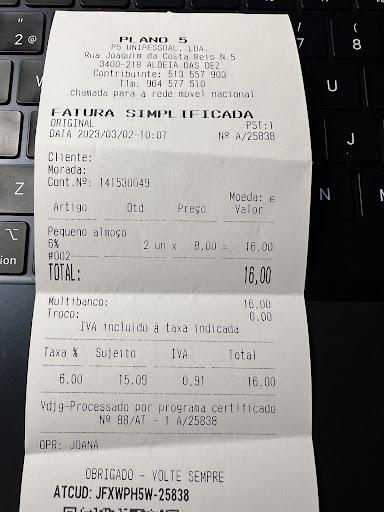 PLANO 5
P5 UNIPESSOAL, LDA.
Rua Joaquim da Costa Reis N.5
3400-218 ALDEIA DAS DEZ
Contribuinte: 513 557 903
Tlm: 964 577 510
chamada para a rede movel nacional
FATURA SIMPLIFICADA
ORIGINAL PST:1
DATA 2023/03/02-10:07 Nº A/25838
Cliente:
Morada:
Cont.Nº: 141530049
Moeda: €
Artigo Qtd Preço Valor
Pequeno almoço
6% 2 un x 8,00 = 16,00
#002
TOTAL: 16,00
Multibanco: 16,00
Troco: 0,00
IVA incluído à taxa indicada
Taxa % Sujeito IVA Total
6,00 15,09 0,91 16,00
Vdjg-Processado por programa certificado
Nº 88/AT - 1 A/25838
OPR: JOANA
OBRIGADO - VOLTE SEMPRE
ATCUD: JFXWPH5W-25838
2 @
7
8
U
J
N
option